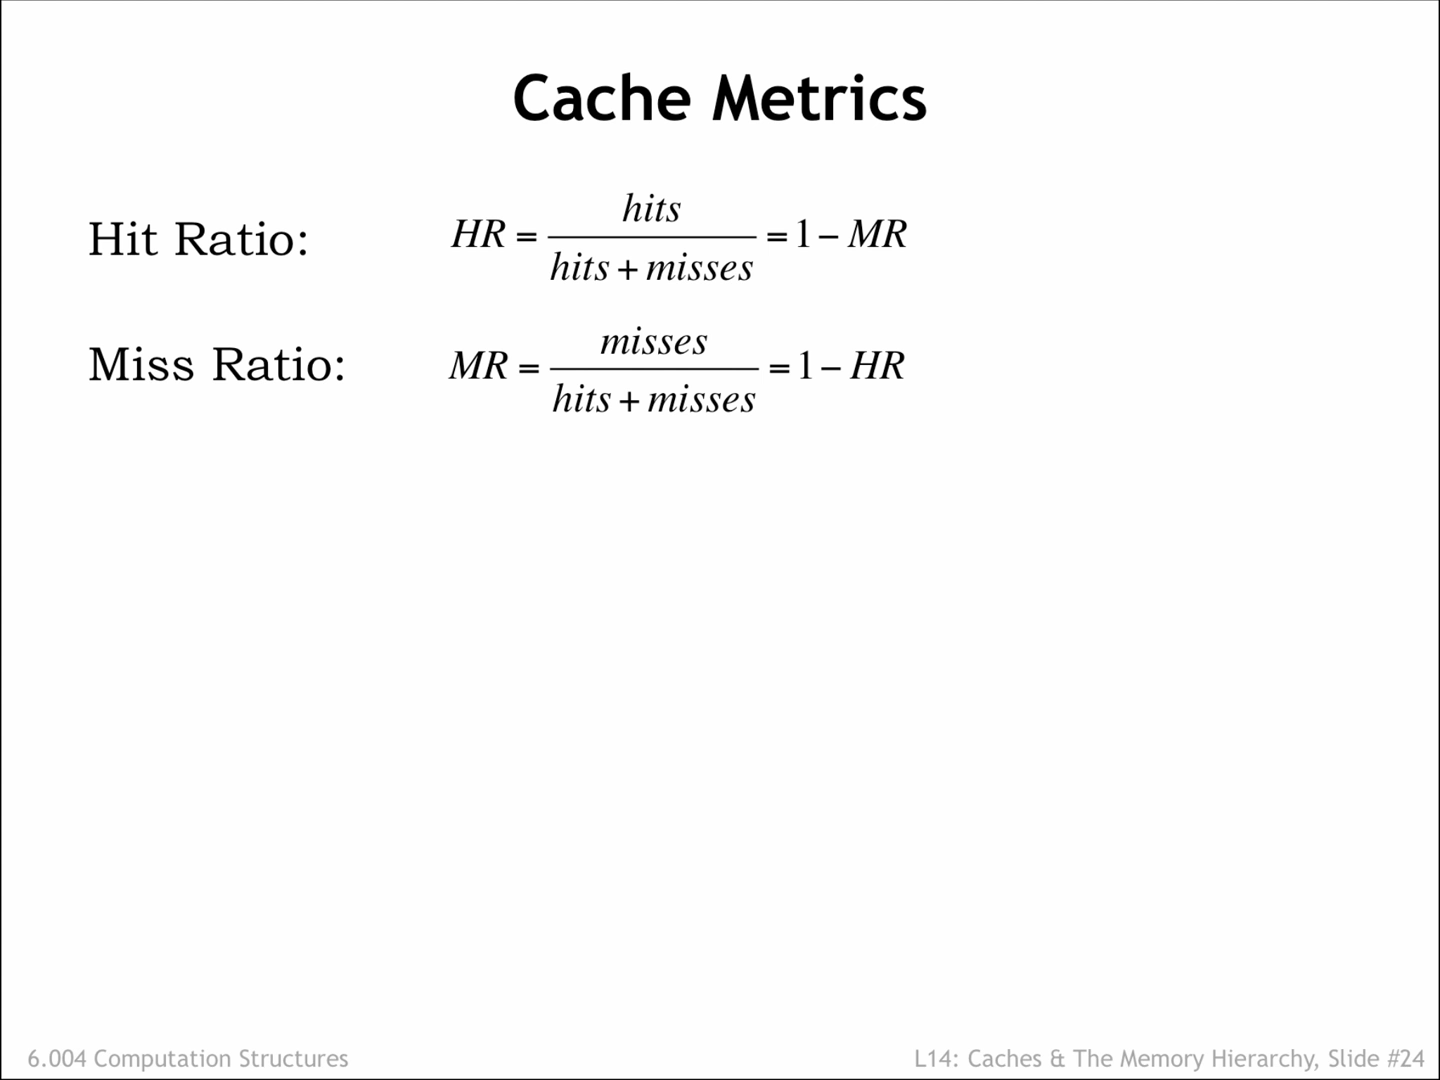 Cache Metrics
Hit Ratio: HR = hits / (hits + misses) = 1 − MR
Miss Ratio: MR = misses / (hits + misses) = 1 − HR
6.004 Computation Structures
L14: Caches & The Memory Hierarchy, Slide #24